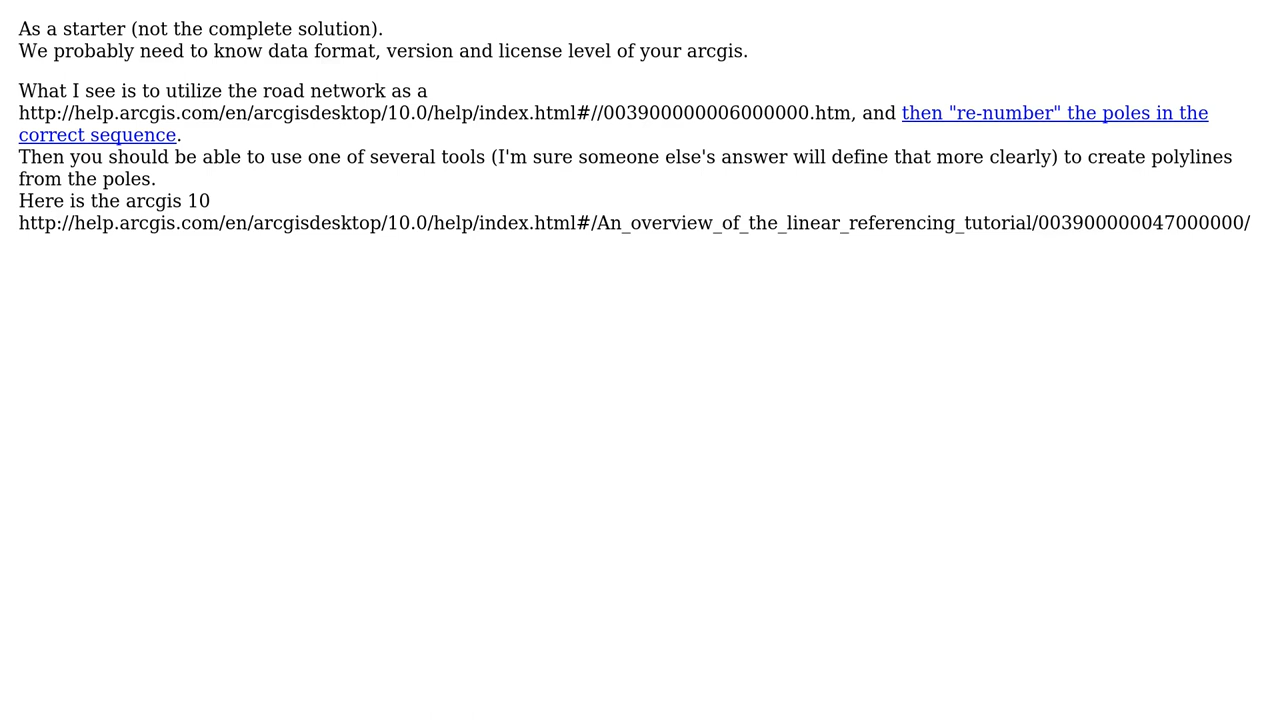 As a starter (not the complete solution).
We probably need to know data format, version and license level of your arcgis.
What I see is to utilize the road network as a
http://help.arcgis.com/en/arcgisdesktop/10.0/help/index.html#//003900000006000000.htm, and then "re-number" the poles in the
correct sequence.
Then you should be able to use one of several tools (I'm sure someone else's answer will define that more clearly) to create polylines
from the poles.
Here is the arcgis 10
http://help.arcgis.com/en/arcgisdesktop/10.0/help/index.html#/An_overview_of_the_linear_referencing_tutorial/003900000047000000/